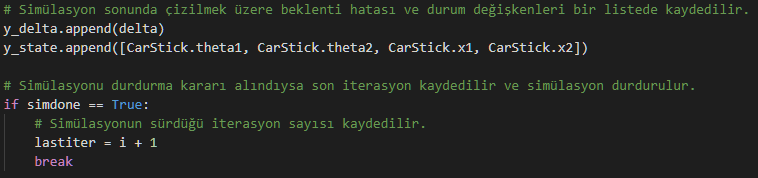 # Simülasyon sonunda çizilmek üzere beklenti hatası ve durum değişkenleri bir listede kaydedilir.
y_delta.append(delta)
y_state.append([CarStick.theta1, CarStick.theta2, CarStick.x1, CarStick.x2])
# Simülasyonu durdurma kararı alındıysa son iterasyon kaydedilir ve simülasyon durdurulur.
if simdone == True:
# Simülasyonun sürdüğü iterasyon sayısı kaydedilir.
lastiter = i + 1
break